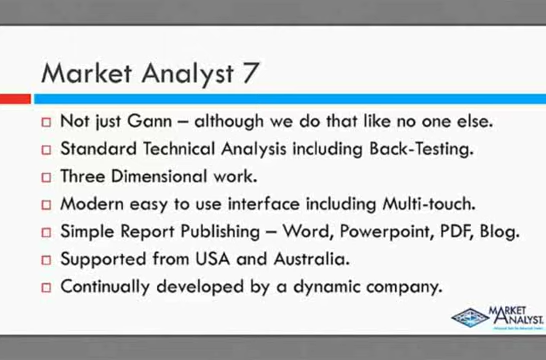 Market Analyst 7
Not just Gann – although we do that like no one else.
Standard Technical Analysis including Back-Testing.
Three Dimensional work.
Modern easy to use interface including Multi-touch.
Simple Report Publishing – Word, Powerpoint, PDF, Blog.
Supported from USA and Australia.
Continually developed by a dynamic company.
MARKET
ANALYST